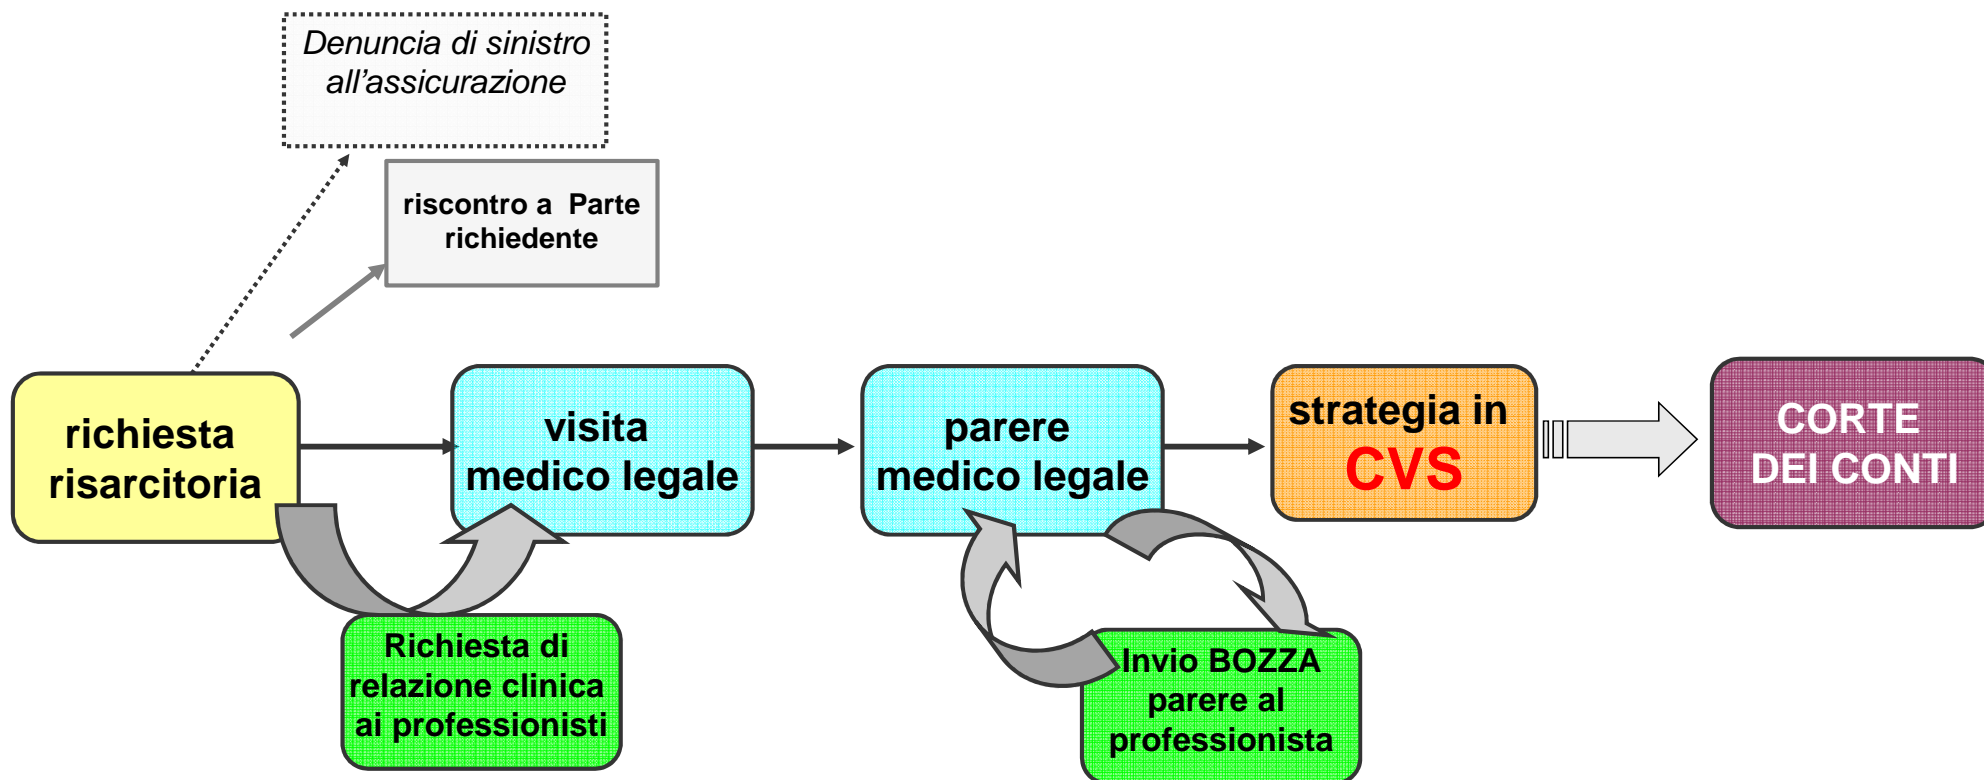 Denuncia di sinistro
all'assicurazione
riscontro a Parte
richiedente
richiesta
risarcitoria
visita
medico legale
parere
medico legale
strategia in
CVS
CORTE
DEI CONTI
Richiesta di
relazione clinica
ai professionisti
Invio BOZZA
parere al
professionista